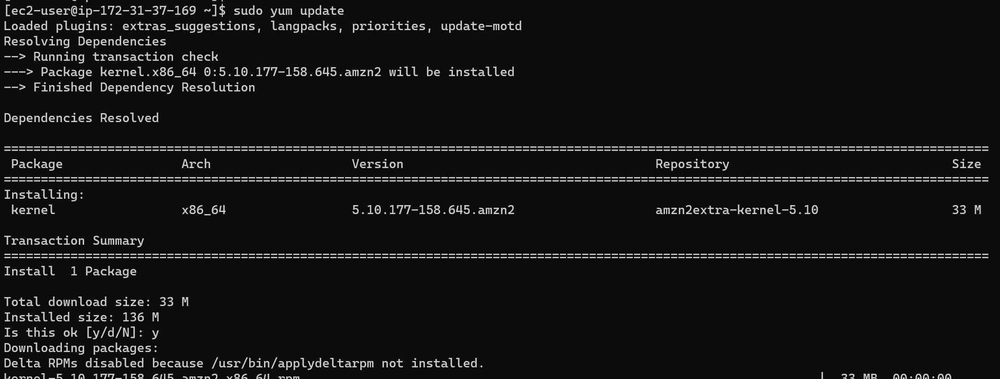 [ec2-user@ip-172-31-37-169 ~]$ sudo yum update
Loaded plugins: extras_suggestions, langpacks, priorities, update-motd
Resolving Dependencies
--> Running transaction check
---> Package kernel.x86_64 0:5.10.177-158.645.amzn2 will be installed
--> Finished Dependency Resolution
Dependencies Resolved
=====================================================================================================================================
 Package                Arch                   Version                                  Repository                              Size
=====================================================================================================================================
Installing:
 kernel                 x86_64                 5.10.177-158.645.amzn2                   amzn2extra-kernel-5.10                  33 M
Transaction Summary
=====================================================================================================================================
Install  1 Package
Total download size: 33 M
Installed size: 136 M
Is this ok [y/d/N]: y
Downloading packages:
Delta RPMs disabled because /usr/bin/applydeltarpm not installed.
kernel-5.10.177-158.645.amzn2.x86_64.rpm                                                                      |  33 MB  00:00:00